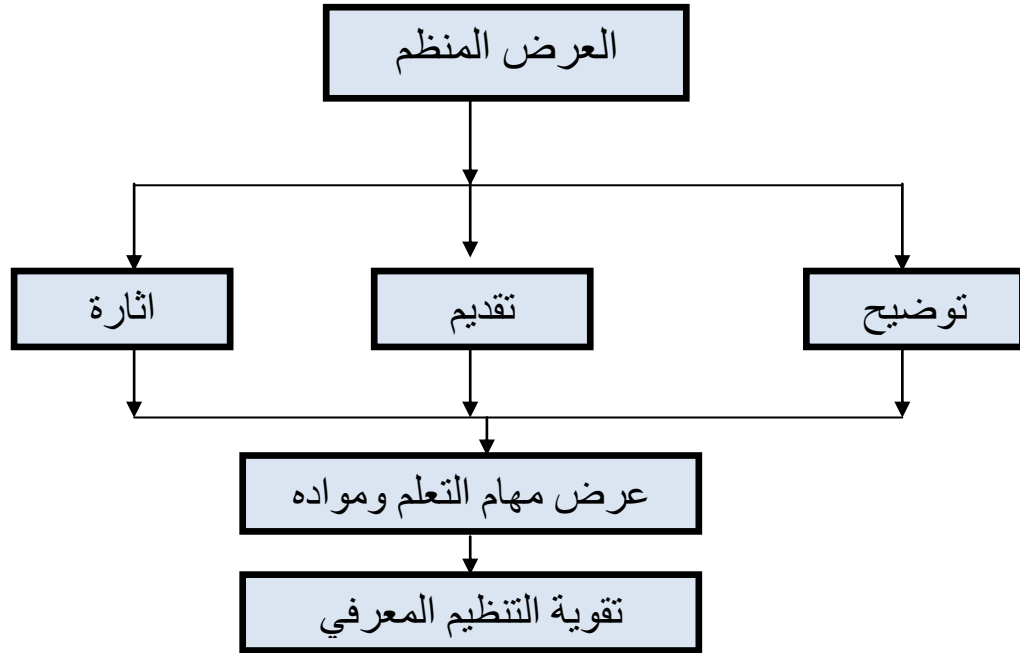 العرض المنظم
توضيح
تقديم
اثارة
عرض مهام التعلم ومواده
تقوية التنظيم المعرفي